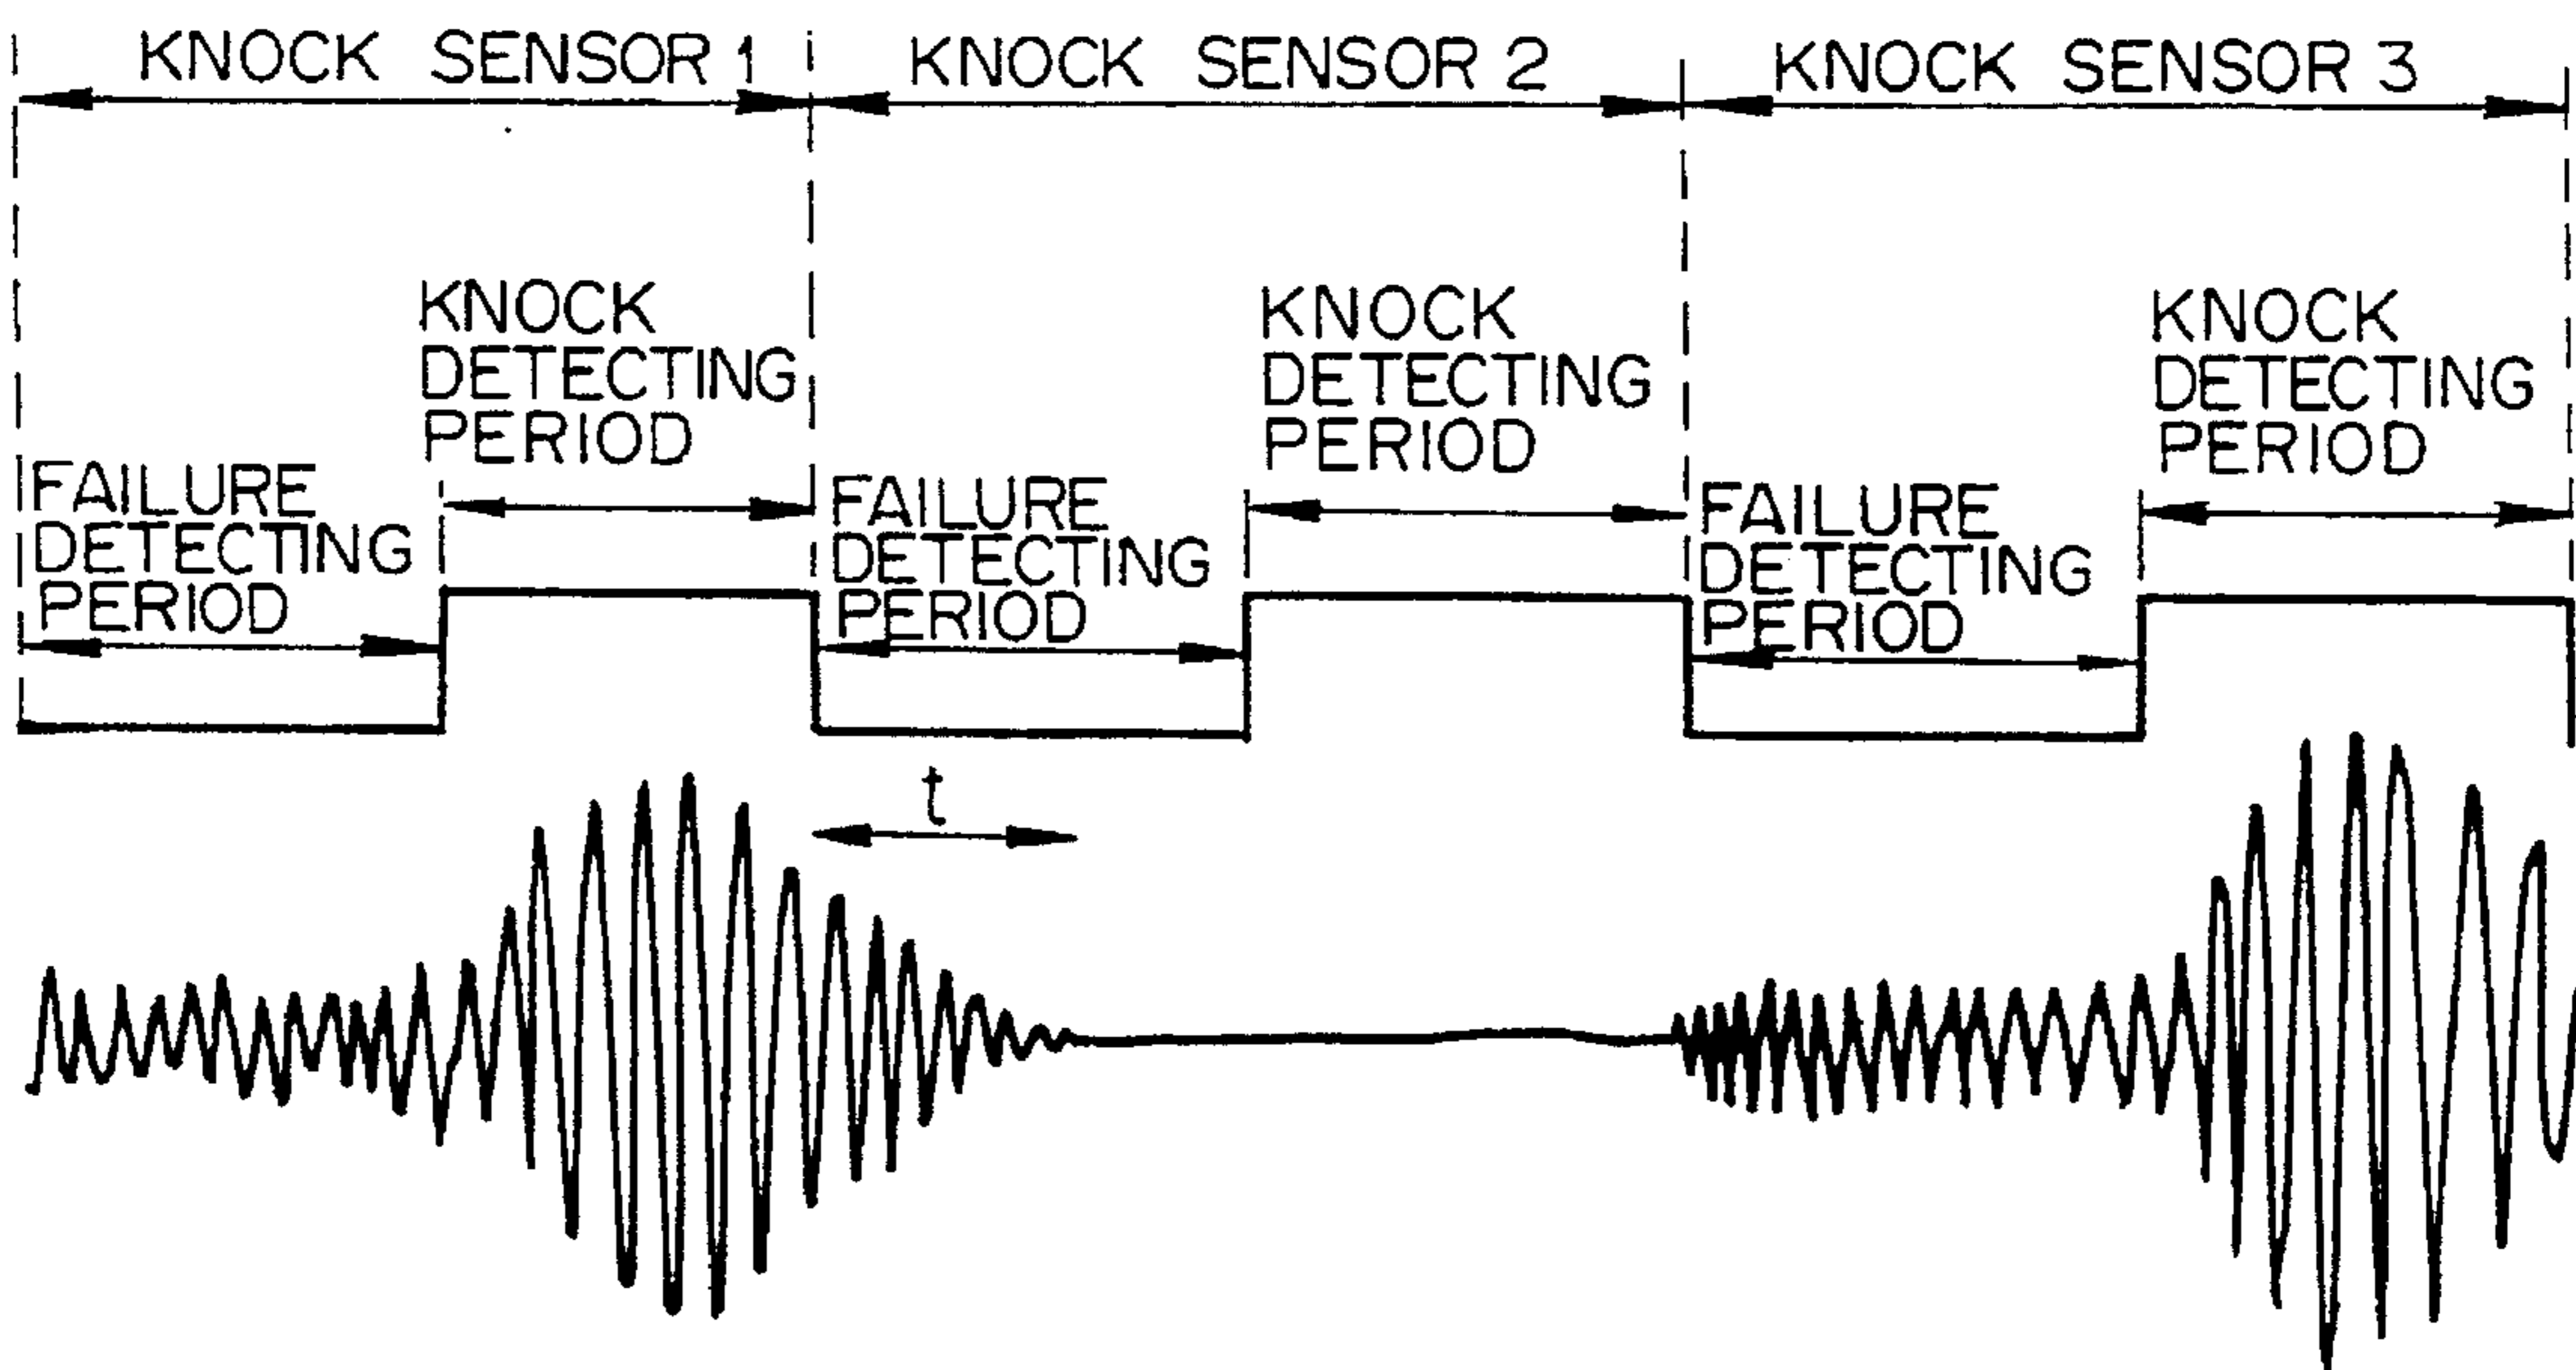 KNOCK SENSOR 1
KNOCK SENSOR 2
KNOCK SENSOR 3
KNOCK
DETECTING
PERIOD
KNOCK
DETECTING
PERIOD
KNOCK
DETECTING
PERIOD
FAILURE
DETECTING
PERIOD
FAILURE
DETECTING
PERIOD
FAILURE
DETECTING
PERIOD
t